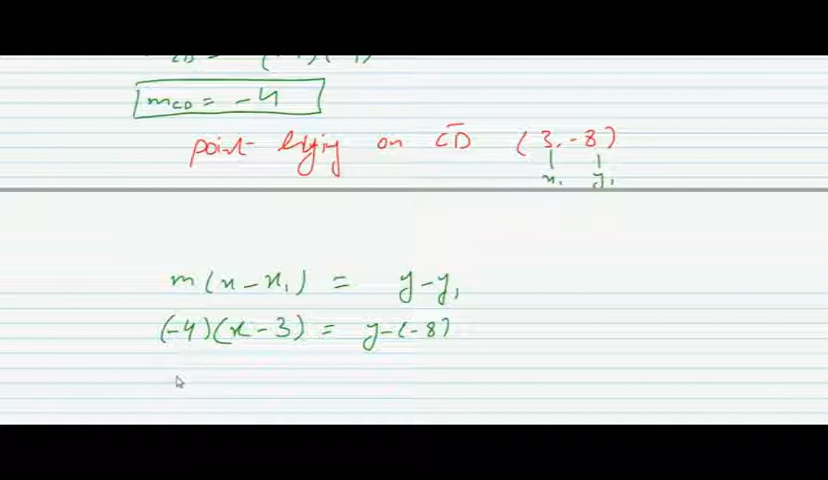 m_CD = -4
point lying on CD (3, -8)
x₁ y₁
m(x - x₁) = y - y₁
(-4)(x - 3) = y - (-8)